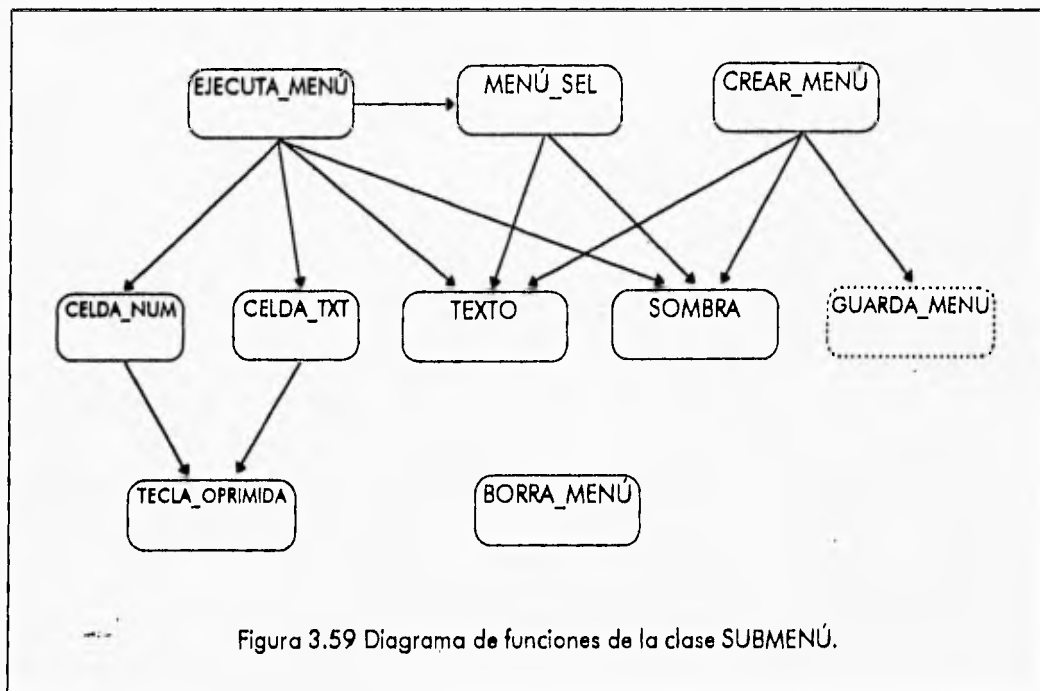 EJECUTA_MENÚ
MENÚ_SEL
CREAR_MENÚ
CELDA_NUM
CELDA_TXT
TEXTO
SOMBRA
GUARDA_MENU
TECLA_OPRIMIDA
BORRA_MENÚ
Figura 3.59 Diagrama de funciones de la clase SUBMENÚ.